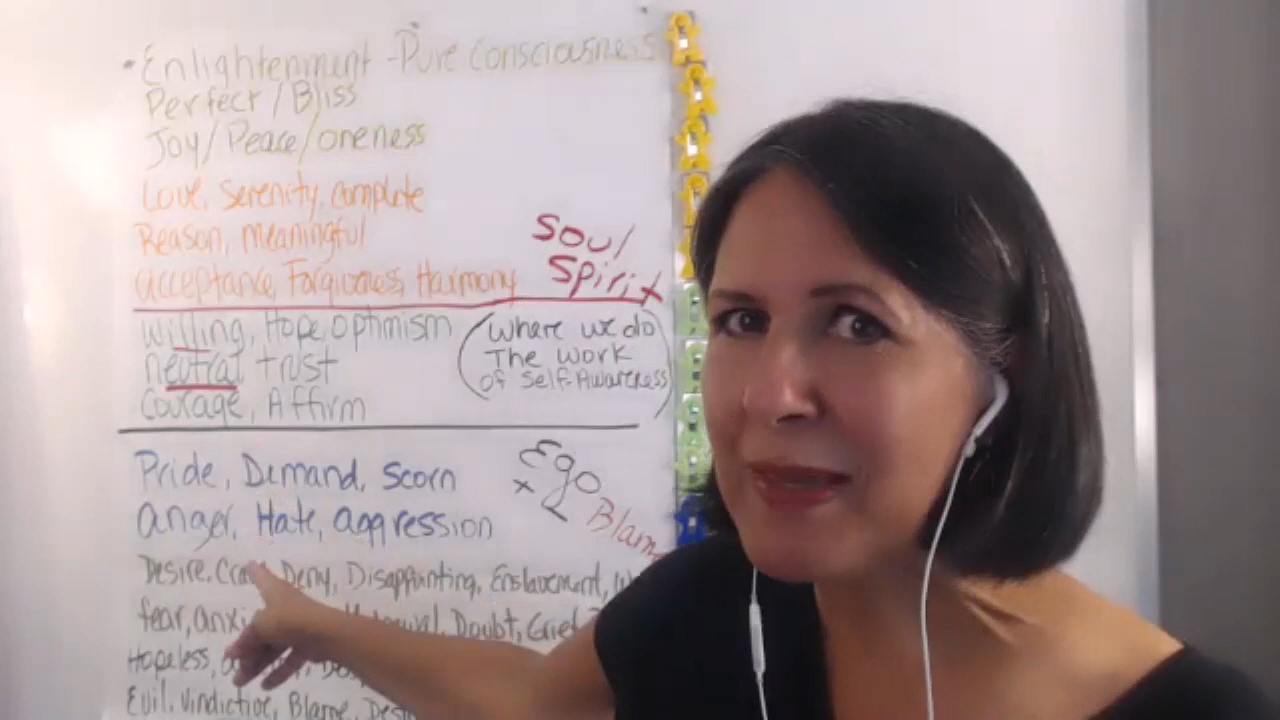 • Enlightenment - Pure consciousness
Perfect / Bliss
Joy / Peace / oneness
Love, Serenity, complete
Reason, Meaningful
acceptance, Forgiveness, Harmony
Soul
Spirit
Willing, Hope, optimism
neutral trust
Courage, Affirm
(where we do
The work
of Self-Awareness)
Pride, Demand, Scorn
anger, Hate, aggression
Ego
Blame
Desire, Deny, Disappointing, Enslavement,
fear, Doubt, Grief
Hopeless,
Evil, Vindictive, Blame,